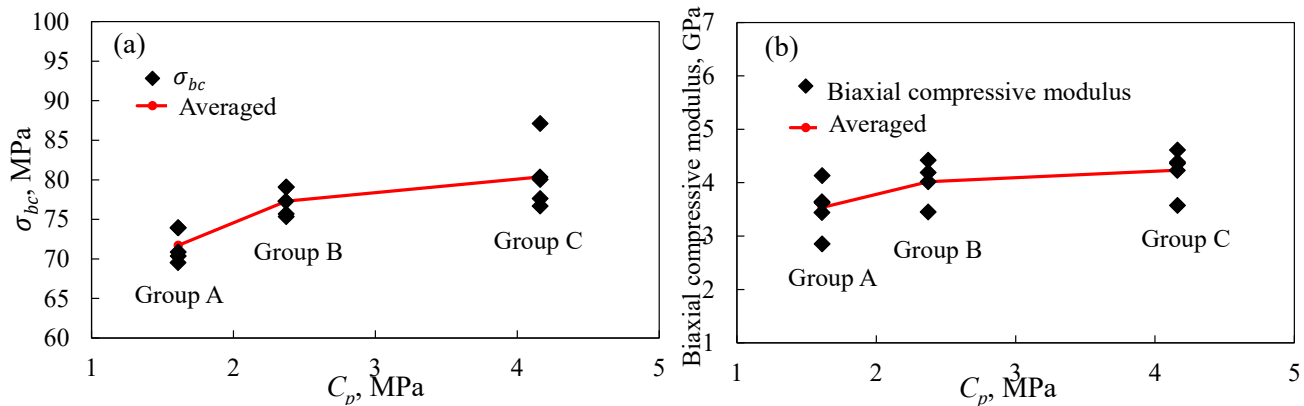 (a)
σbc, MPa
100
95
90
85
80
75
70
65
60
σbc
Averaged
Group A
Group B
Group C
1 2 3 4 5
Cp, MPa
(b)
Biaxial compressive modulus, GPa
7
6
5
4
3
2
1
Biaxial compressive modulus
Averaged
Group A
Group B
Group C
1 2 3 4 5
Cp, MPa